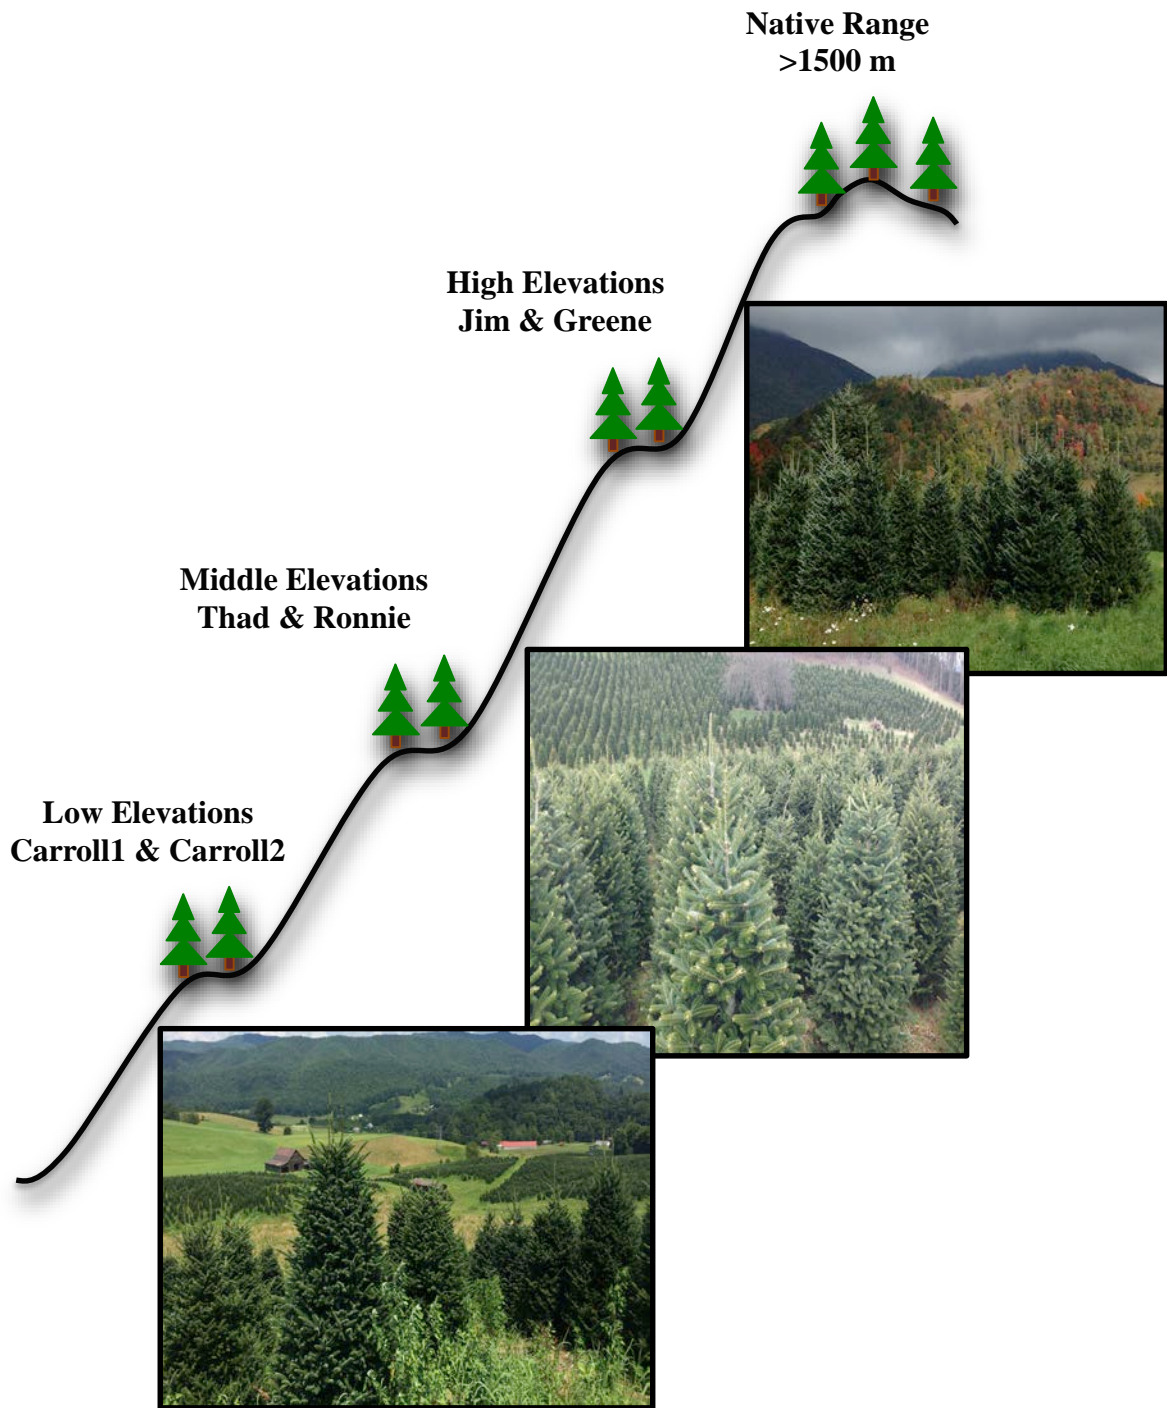 Native Range
>1500 m
High Elevations
Jim & Greene
Middle Elevations
Thad & Ronnie
Low Elevations
Carroll1 & Carroll2